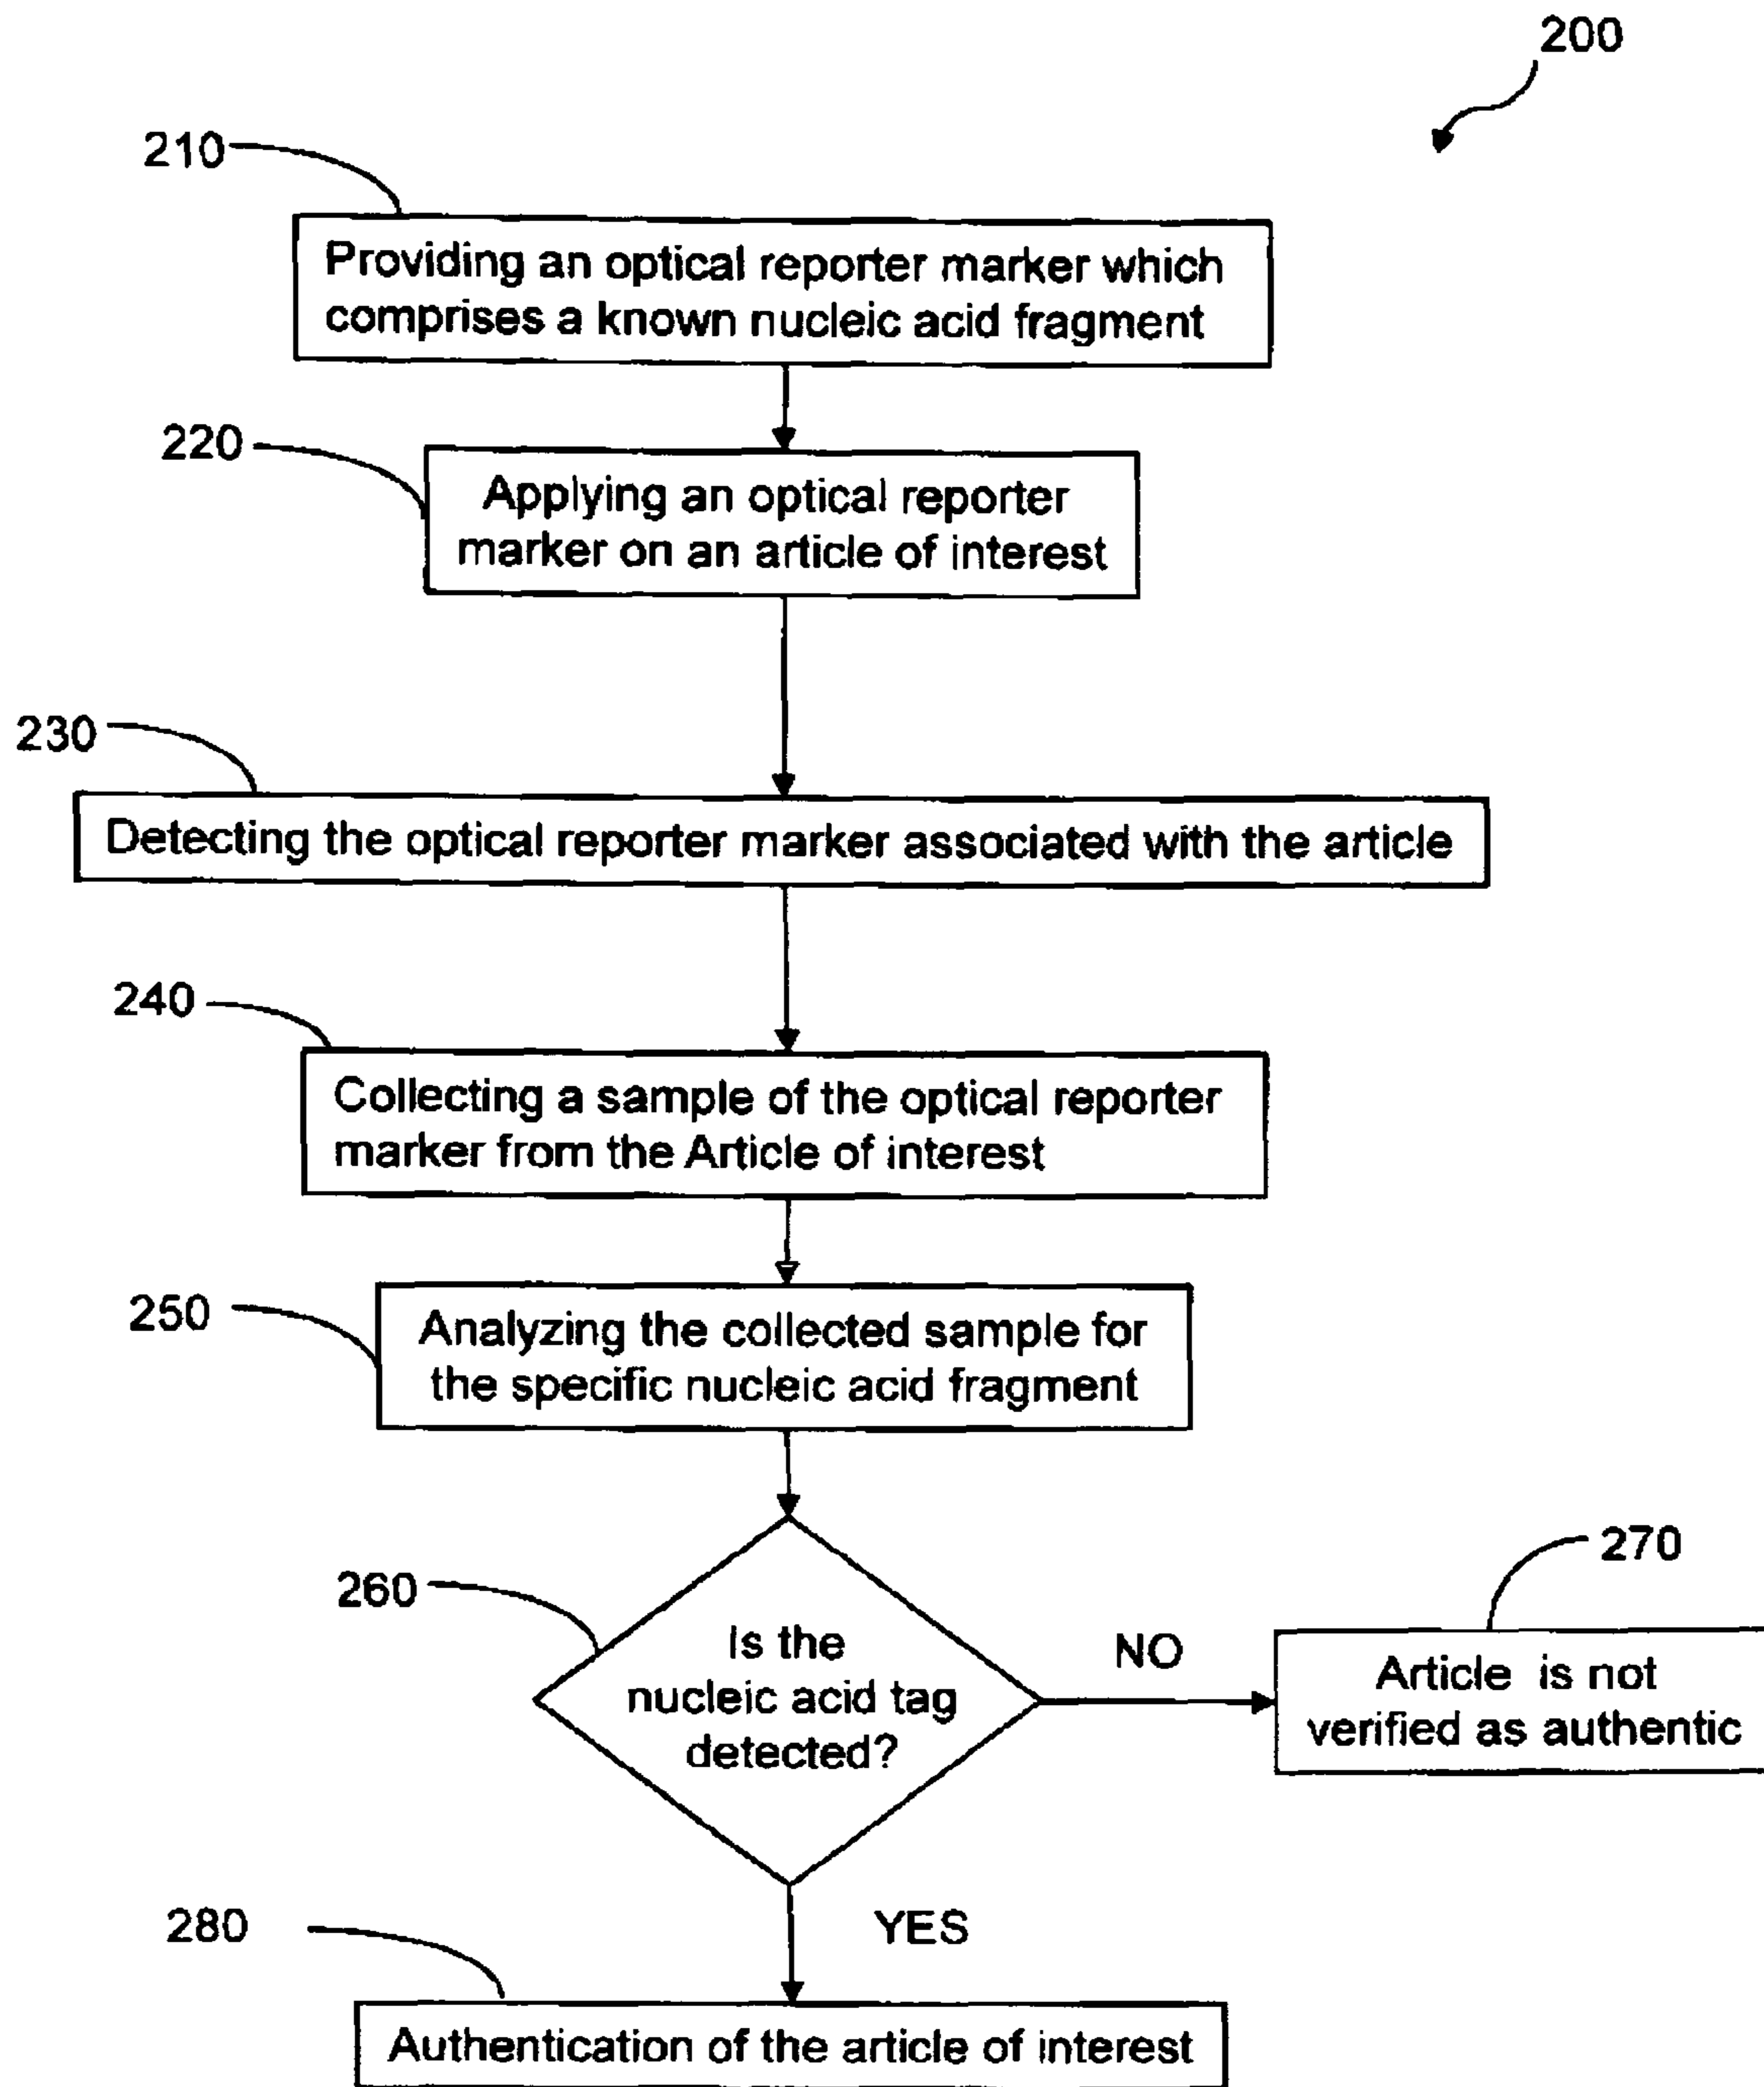 200
210
Providing an optical reporter marker which
comprises a known nucleic acid fragment
220
Applying an optical reporter
marker on an article of interest
230
Detecting the optical reporter marker associated with the article
240
Collecting a sample of the optical reporter
marker from the Article of interest
250
Analyzing the collected sample for
the specific nucleic acid fragment
260
Is the
nucleic acid tag
detected?
NO
270
Article is not
verified as authentic
YES
280
Authentication of the article of interest